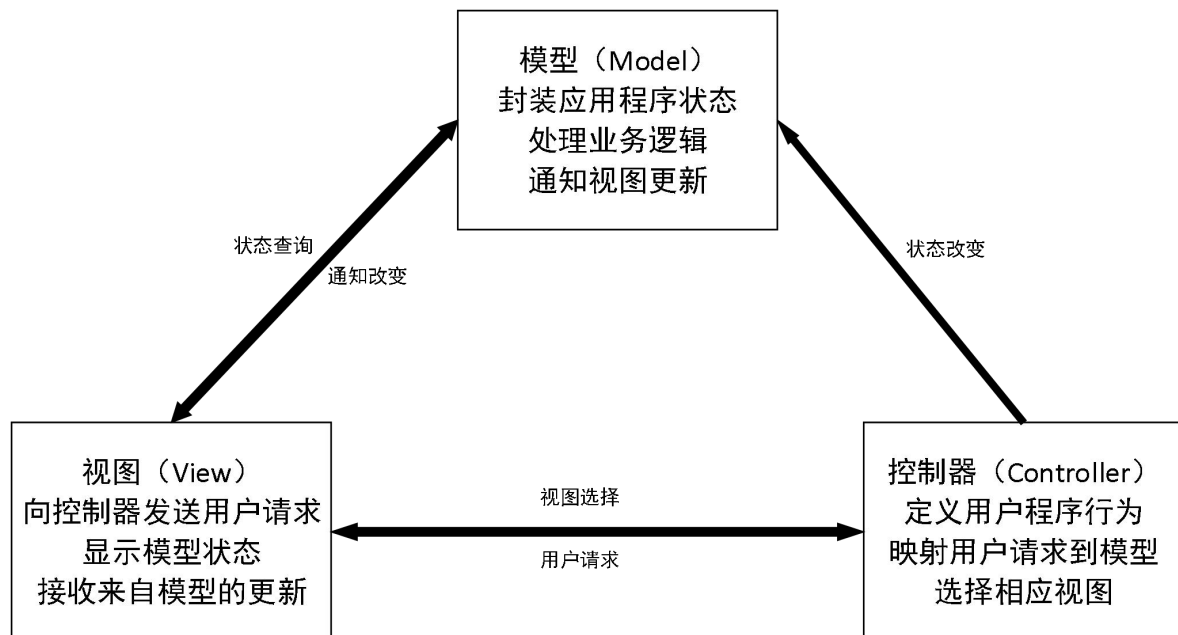 模型（Model）
封装应用程序状态
处理业务逻辑
通知视图更新
状态查询
通知改变
状态改变
视图（View）
向控制器发送用户请求
显示模型状态
接收来自模型的更新
视图选择
用户请求
控制器（Controller）
定义用户程序行为
映射用户请求到模型
选择相应视图